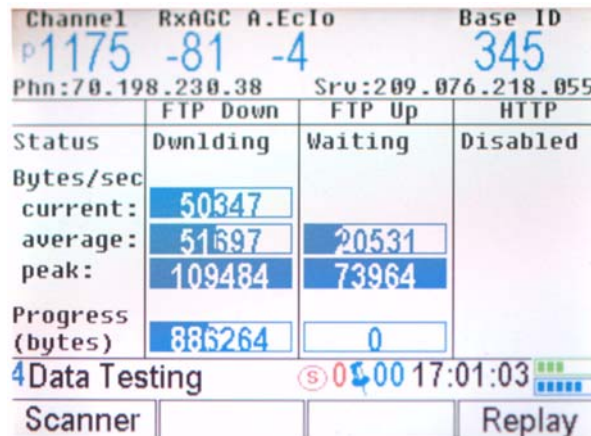 Channel RxAGC A.EcIo Base ID
P1175 -81 -4 345
Phn:70.198.230.38 Srv:209.076.218.055
FTP Down FTP Up HTTP
Status Dwnlding Waiting Disabled
Bytes/sec
current: 50347
average: 51697 20531
peak: 109484 73964
Progress
(bytes) 886264 0
4Data Testing S 0 00 17:01:03
Scanner Replay